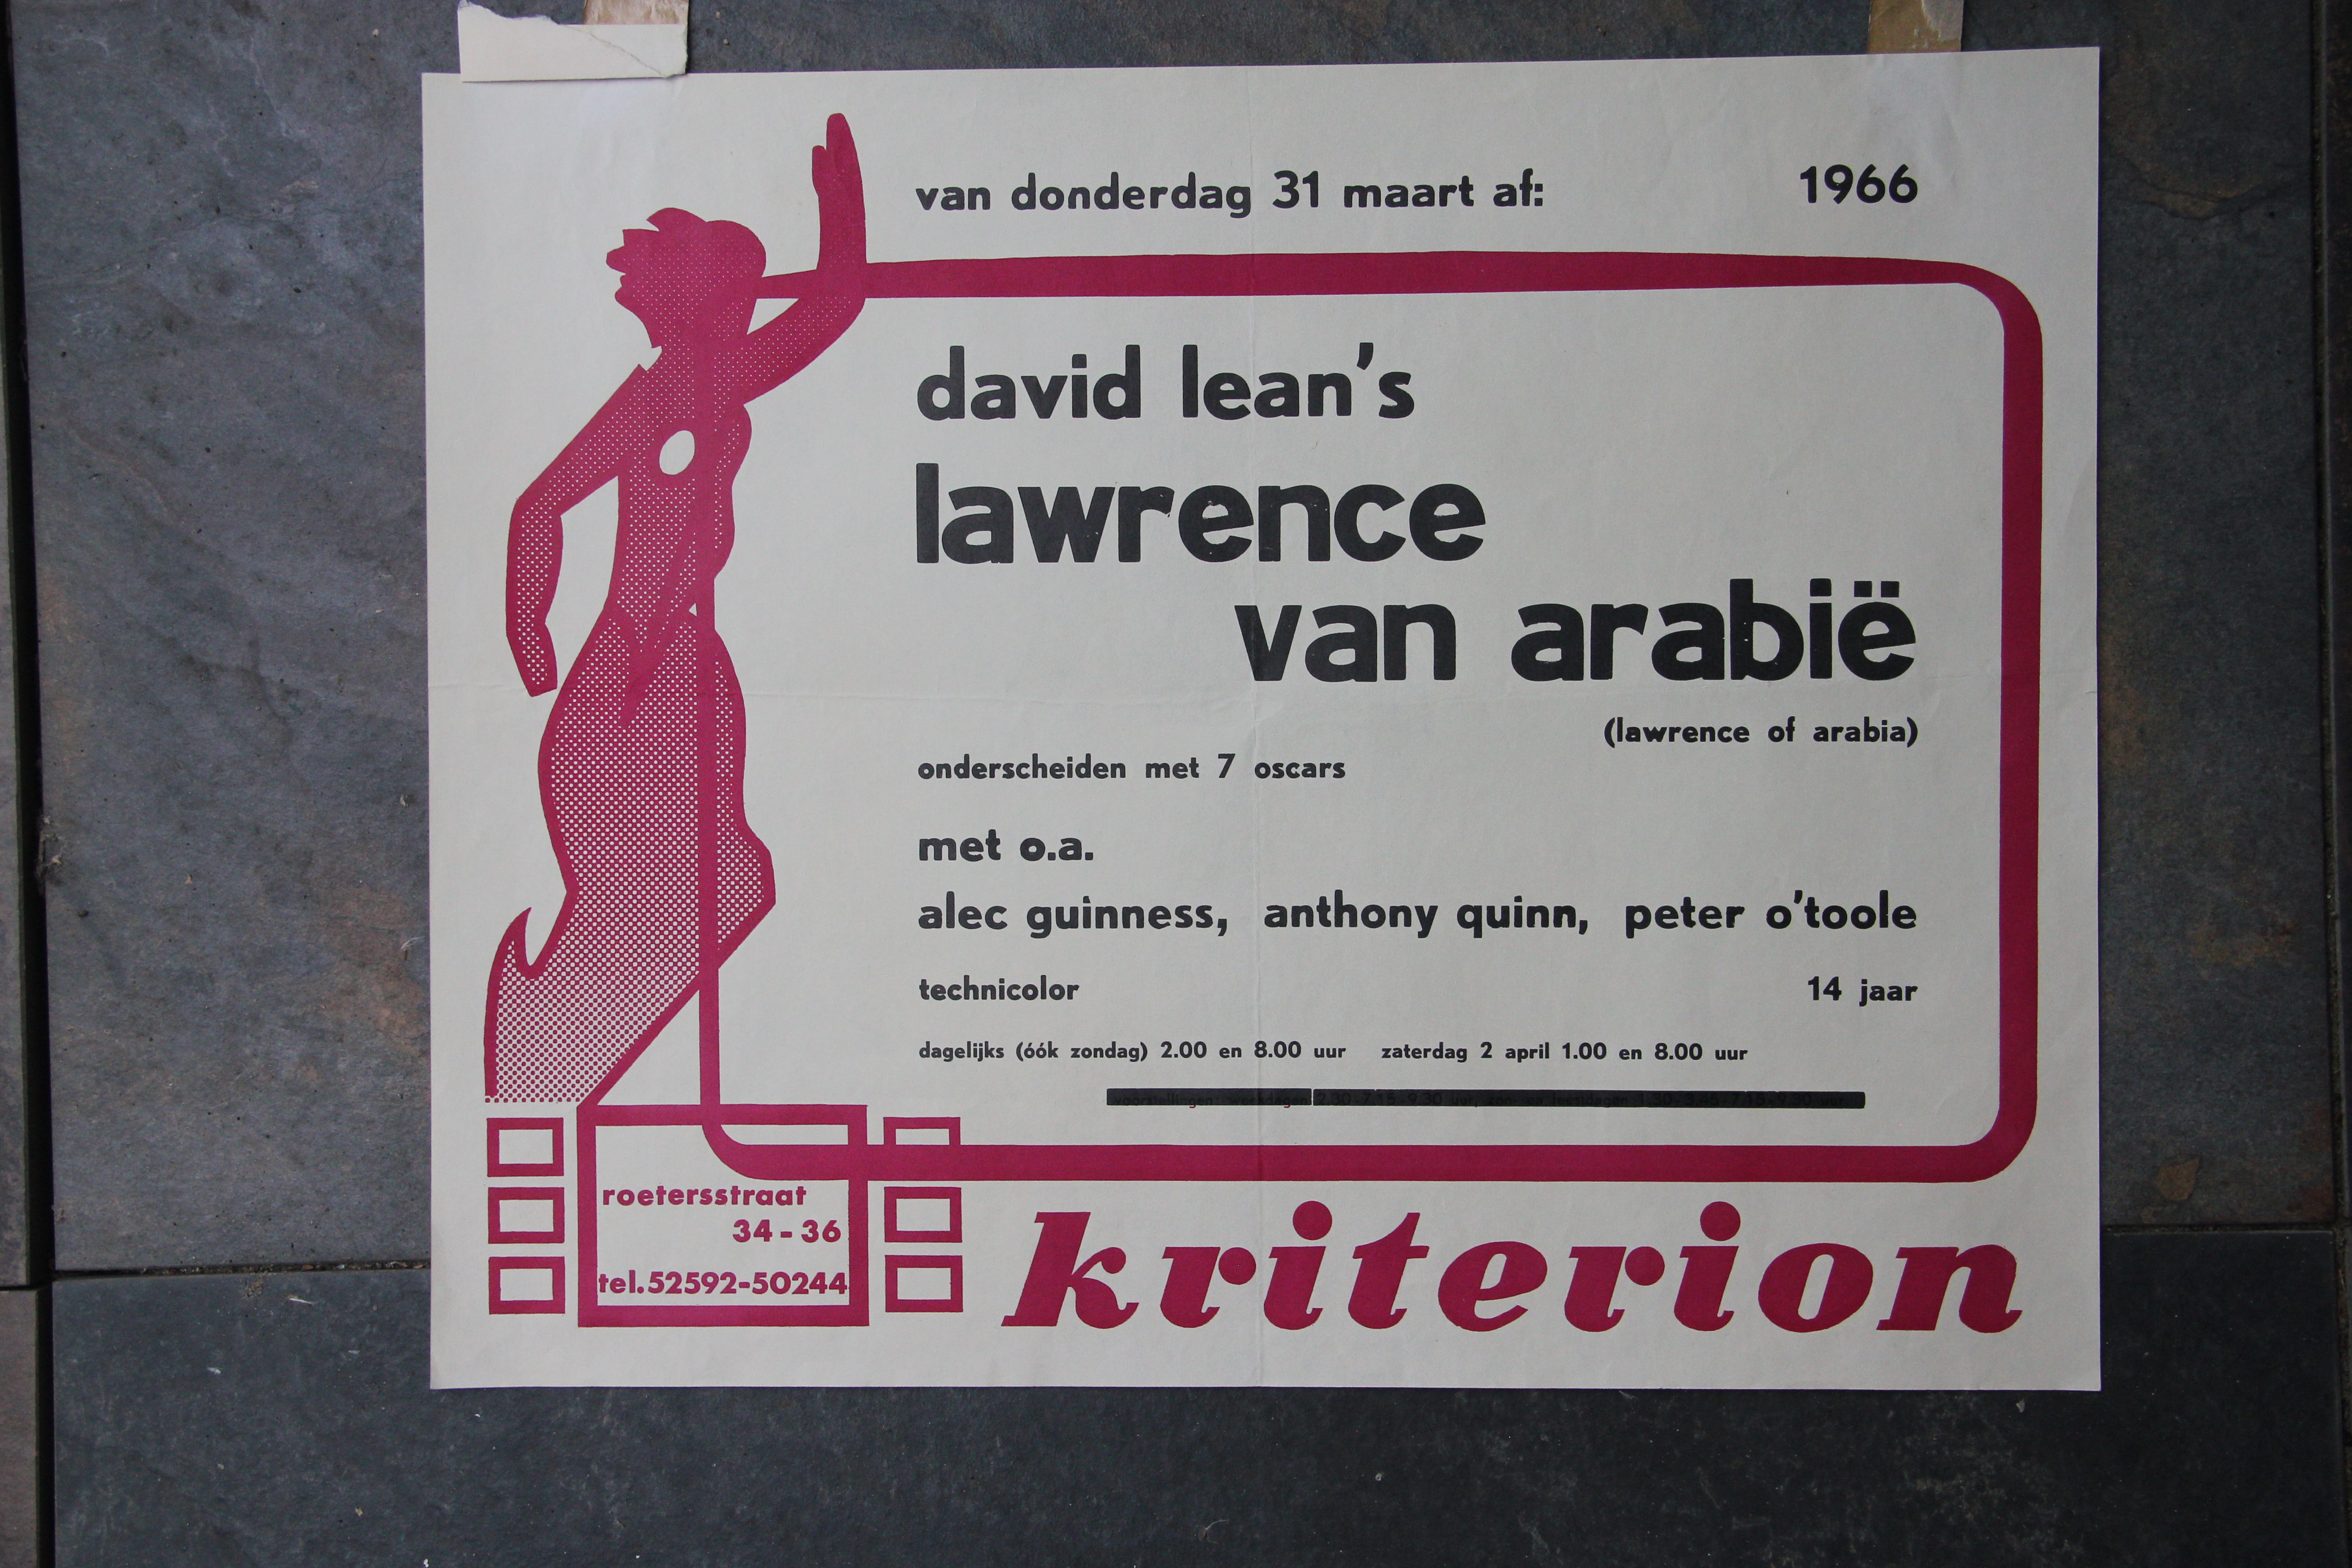 van donderdag 31 maart af: 1966
david lean's
lawrence
van arabië
(lawrence of arabia)
onderscheiden met 7 oscars
met o.a.
alec guinness, anthony quinn, peter o'toole
technicolor 14 jaar
dagelijks (óók zondag) 2.00 en 8.00 uur zaterdag 2 april 1.00 en 8.00 uur
roetersstraat
34-36
tel.52592-50244
kriterion